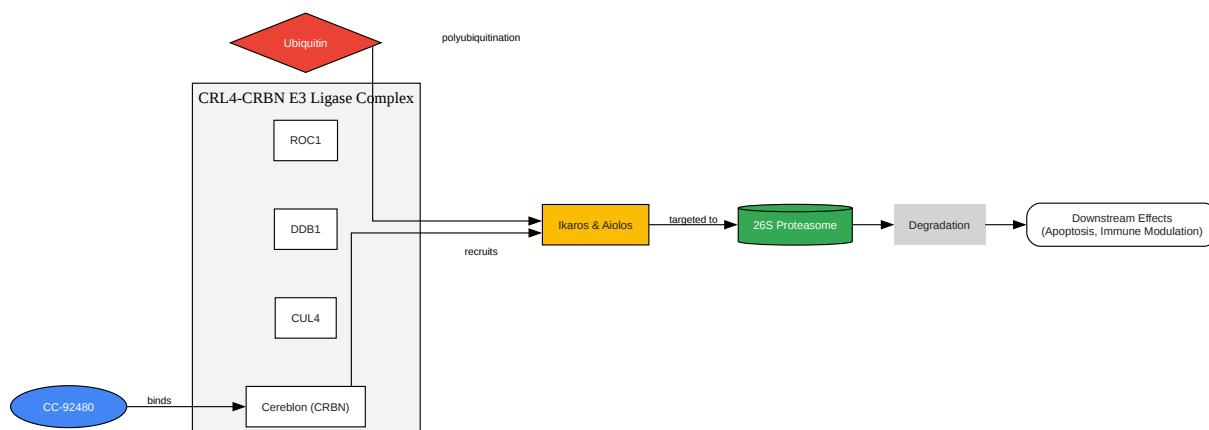 Ubiquitin
polyubiquitination
CRL4-CRBN E3 Ligase Complex
ROC1
DDB1
CUL4
Cereblon (CRBN)
CC-92480
binds
recruits
Ikaros & Aiolos
targeted to
26S Proteasome
Degradation
Downstream Effects
(Apoptosis, Immune Modulation)